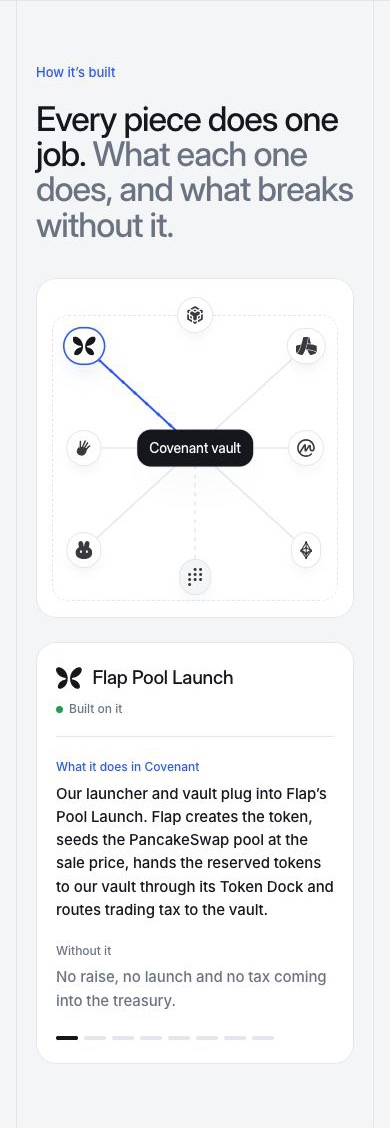 How it's built
Every piece does one
job. What each one
does, and what breaks
without it.
Covenant vault
Flap Pool Launch
Built on it
What it does in Covenant
Our launcher and vault plug into Flap's
Pool Launch. Flap creates the token,
seeds the PancakeSwap pool at the
sale price, hands the reserved tokens
to our vault through its Token Dock and
routes trading tax to the vault.
Without it
No raise, no launch and no tax coming
into the treasury.